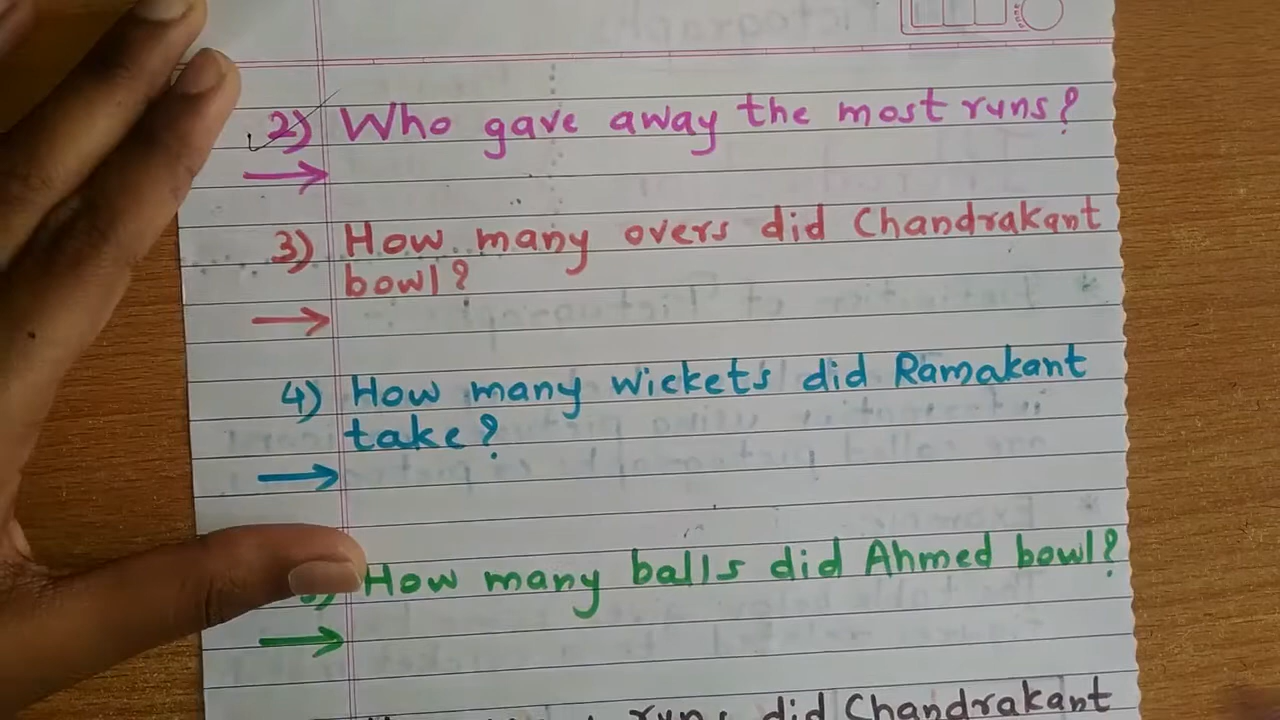 2) Who gave away the most runs?
→
3) How many overs did Chandrakant
bowl?
→
4) How many wickets did Ramakant
take?
→
How many balls did Ahmed bowl?
→
runs did Chandrakant